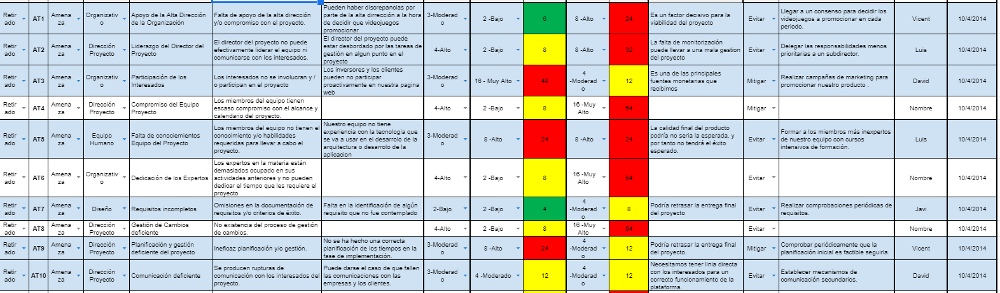 Retirado AT1 Amenaza Organizativo Apoyo de la Alta Dirección de la Organización Falta de apoyo de la alta dirección y/o compromiso con el proyecto. Pueden haber discrepancias por parte de la alta dirrección a la hora de decidir que videojuegos promocionar 3-Moderado 2 -Bajo 6 8 -Alto 24 Es un factor decisivo para la viabilidad del proyecto Evitar Llegar a un consenso para decidir los videojuegos a promocionar en cada periodo. Vicent 10/4/2014
Retirado AT2 Amenaza Dirección Proyecto Liderazgo del Director del Proyecto El director del proyecto no puede efectivamente liderar el equipo ni comunicarse con los interesados. El director del proyecto puede estar desbordado por las tareas de gestión en algun punto en el proyecto 4-Alto 2 -Bajo 8 8 -Alto 32 La falta de monitorización puede llevar a una mala gestion del proyecto Evitar Delegar las responsabilidades menos prioritarias a un subdirector. Luis 10/4/2014
Retirado AT3 Amenaza Organizativo Participación de los Interesados Los interesados no se involucran y / o participan en el proyecto Los inversores y los clientes pueden no participar proactivamente en nuestra pagina web 3-Moderado 16 - Muy Alto 48 4 -Moderado 12 Es una de las principales fuentes monetarias que recibimos Mitigar Realizar campañas de marketing para promocionar nuestro producto . David 10/4/2014
Retirado AT4 Amenaza Dirección Proyecto Compromiso del Equipo Proyecto Los miembros del equipo tienen escaso compromiso con el alcance y calendario del proyecto. 4-Alto 2 -Bajo 8 16 -Muy Alto 64 Mitigar Nombre 10/4/2014
Retirado AT5 Amenaza Equipo Humano Falta de conociemientos Equipo del Proyecto Los miembros del equipo no tienen el conocimiento y/o habilidades requeridas para llevar a cabo el proyecto. Nuestro equipo no tiene experiencia con la tecnologia que se va a usar en el desarrolo de la arquitectura o desarrolo de la aplicacion 3-Moderado 8 -Alto 24 8 -Alto 24 La calidad final del producto podría no seria la esperada, y por tanto no tendrá el éxito esperado. Evitar Formar a los miembros más inexpertos de nuestro equipo con cursos intensivos de formación. Luis 10/4/2014
Retirado AT6 Amenaza Organizativo Dedicación de los Expertos Los expertos en la materia están demasiados ocupado en sus actividades anteriores y no pueden dedicar el tiempo que les requiere el proyecto 4-Alto 2 -Bajo 8 16 -Muy Alto 64 Evitar Nombre 10/4/2014
Retirado AT7 Amenaza Diseño Requisitos incompletos Omisiones en la documentación de requisitos y/o criterios de éxito. Falta en la identificación de algún requisito que no fue contemplado 2-Bajo 2 -Bajo 4 4 -Moderado 8 Podría retrasar la entrega final del proyecto Evitar Realizar comprobaciones periódicas de requisitos. Javi 10/4/2014
Retirado AT8 Amenaza Dirección Proyecto Gestión de Cambios deficiente No existencia del proceso de gestión de cambios. 4-Alto 2 -Bajo 8 16 -Muy Alto 64 Evitar Nombre 10/4/2014
Retirado AT9 Amenaza Dirección Proyecto Planificación y gestión deficiente del proyecto Ineficaz planificación y/o gestión. No se ha hecho una correcta planificación de los tiempos en la fase de implementación. 3-Moderado 8 -Alto 24 4 -Moderado 12 Podría retrasar la entrega final del proyecto. Mitigar Comprobar periódicamente que la planificación inicial es factible seguirla. Vicent 10/4/2014
Retirado AT10 Amenaza Dirección Proyecto Comunicación deficiente Se producen rupturas de comunicación con los interesados del proyecto. Puede darse el caso de que fallen las comunicaciones con las empresas y los clientes. 3-Moderado 4 -Moderado 12 4 -Moderado 12 Necesitamos tener linia directa con los interesados para un correcto funcionamiento de la plataforma. Evitar Establecer mecanismos de comunicación secundarios. David 10/4/2014